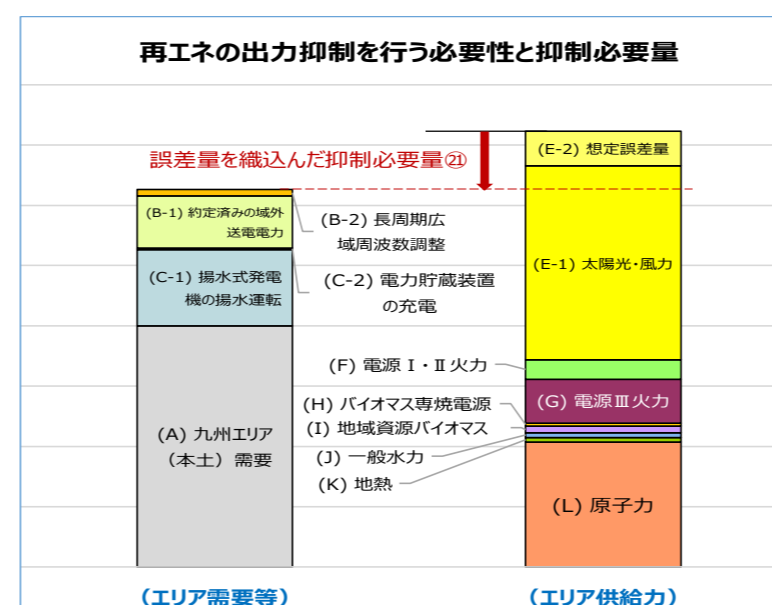 再エネの出力抑制を行う必要性と抑制必要量
誤差量を織込んだ抑制必要量㉑
(B-1) 約定済みの域外
送電電力
(B-2) 長周期広
域周波数調整
(C-1) 揚水式発電
機の揚水運転
(C-2) 電力貯蔵装置
の充電
(A) 九州エリア
（本土）需要
(E-2) 想定誤差量
(E-1) 太陽光・風力
(F) 電源Ⅰ・Ⅱ火力
(G) 電源Ⅲ火力
(H) バイオマス専焼電源
(I) 地域資源バイオマス
(J) 一般水力
(K) 地熱
(L) 原子力
（エリア需要等）
（エリア供給力）